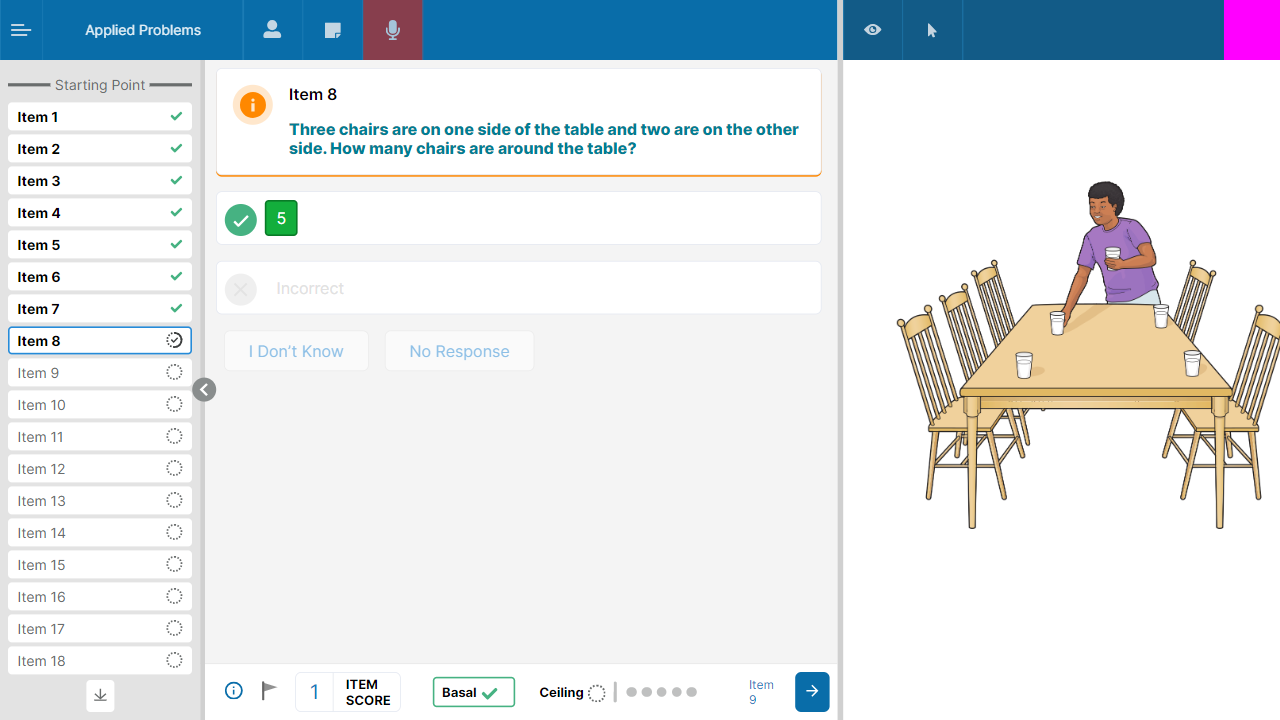 Applied Problems
Starting Point
Item 1
Item 2
Item 3
Item 4
Item 5
Item 6
Item 7
Item 8
Item 9
Item 10
Item 11
Item 12
Item 13
Item 14
Item 15
Item 16
Item 17
Item 18
Item 8
Three chairs are on one side of the table and two are on the other
side. How many chairs are around the table?
5
Incorrect
I Don’t Know
No Response
1
ITEM
SCORE
Basal
Ceiling
Item
9